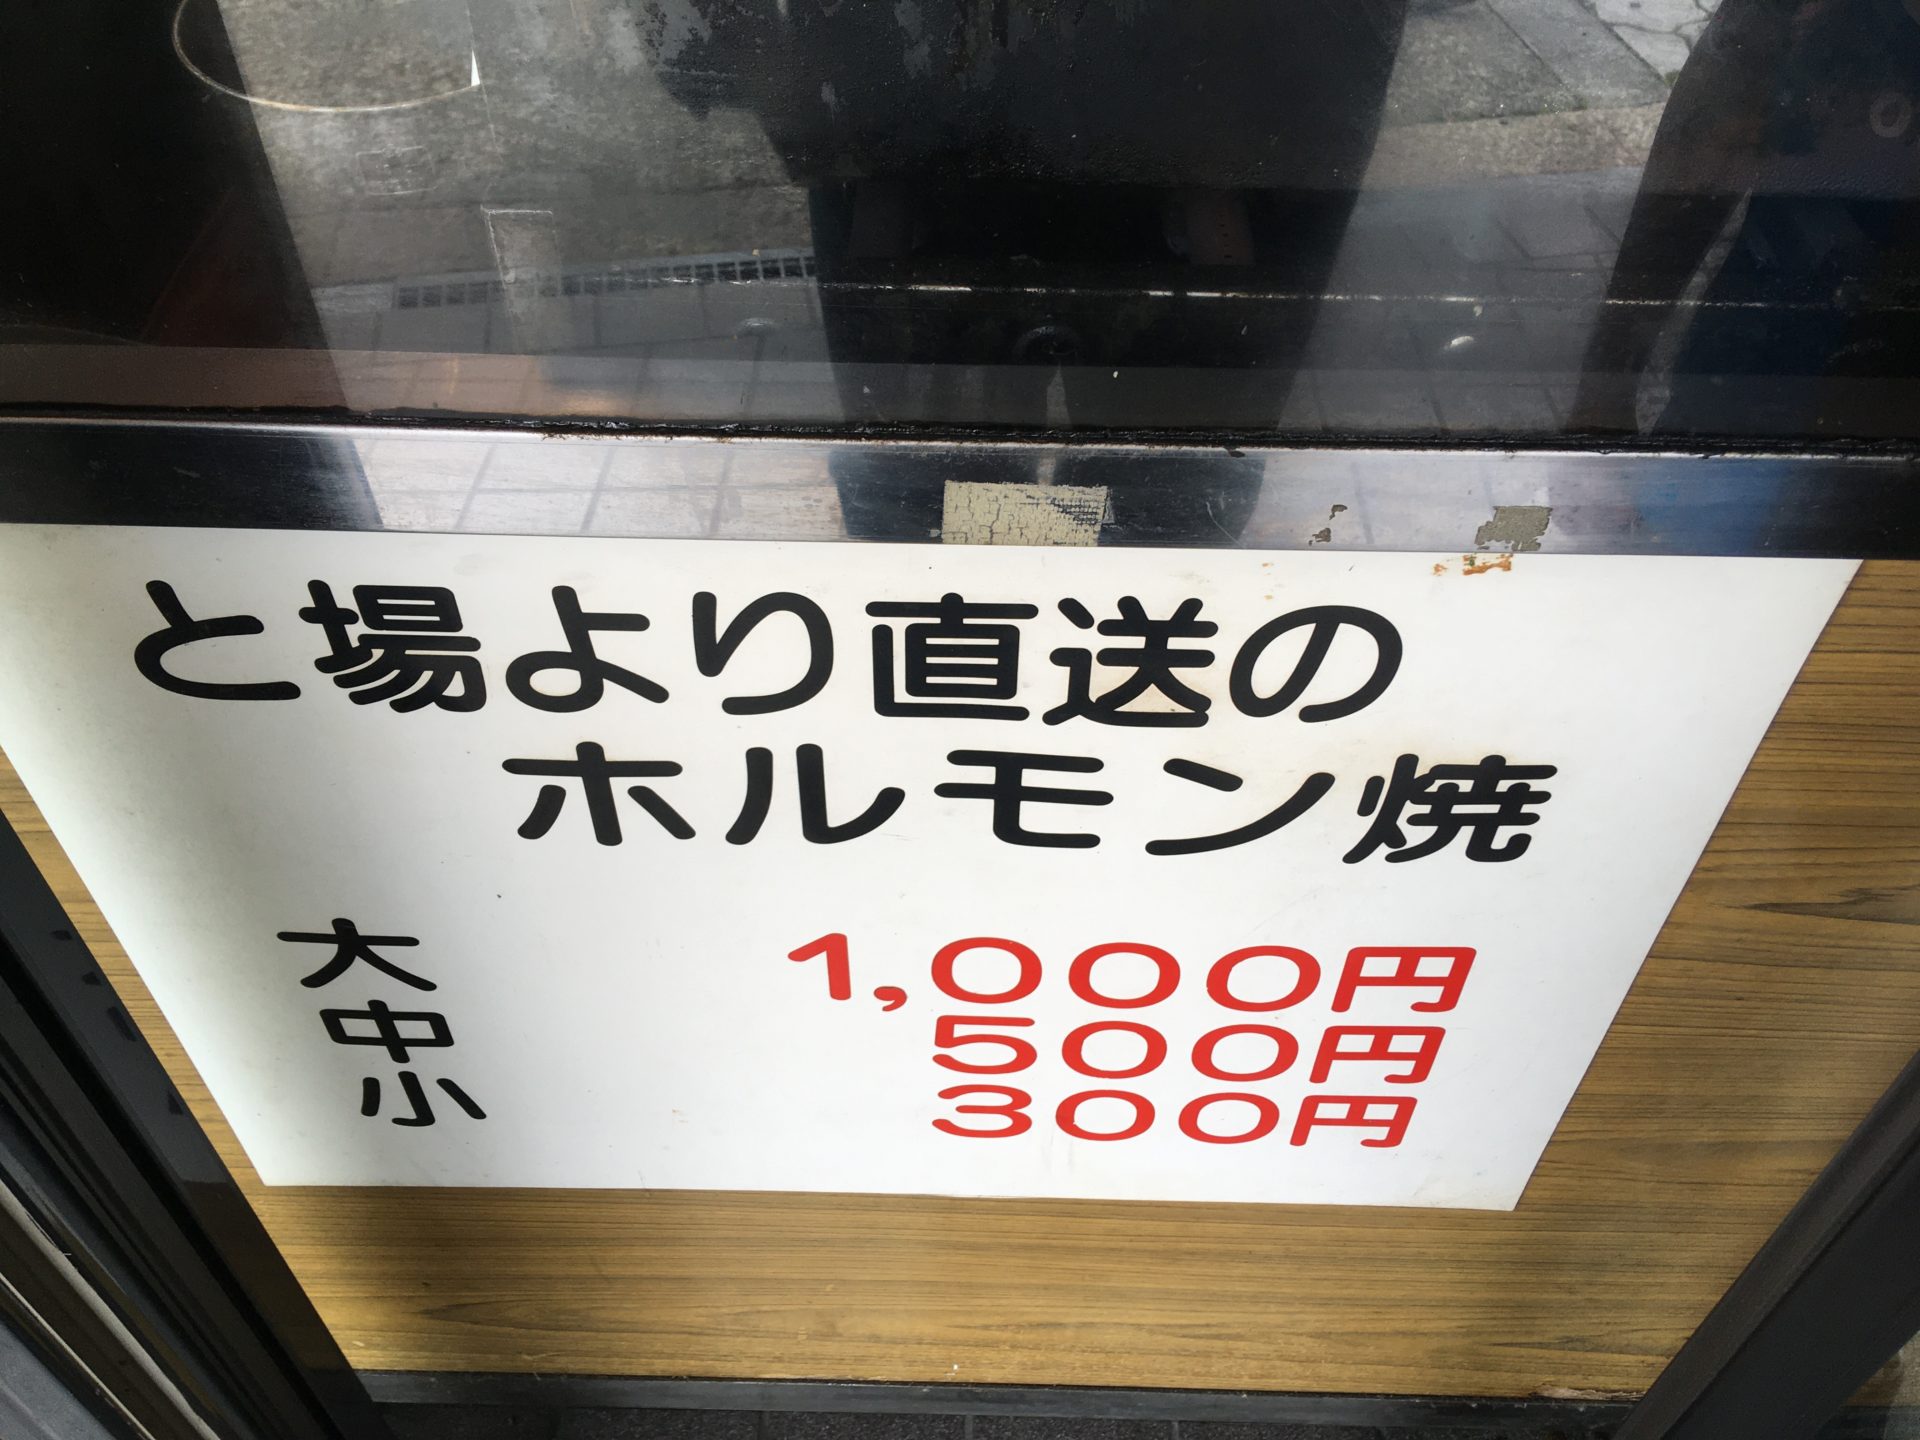 と場より直送の
ホルモン焼
大 1,000円
中 500円
小 300円